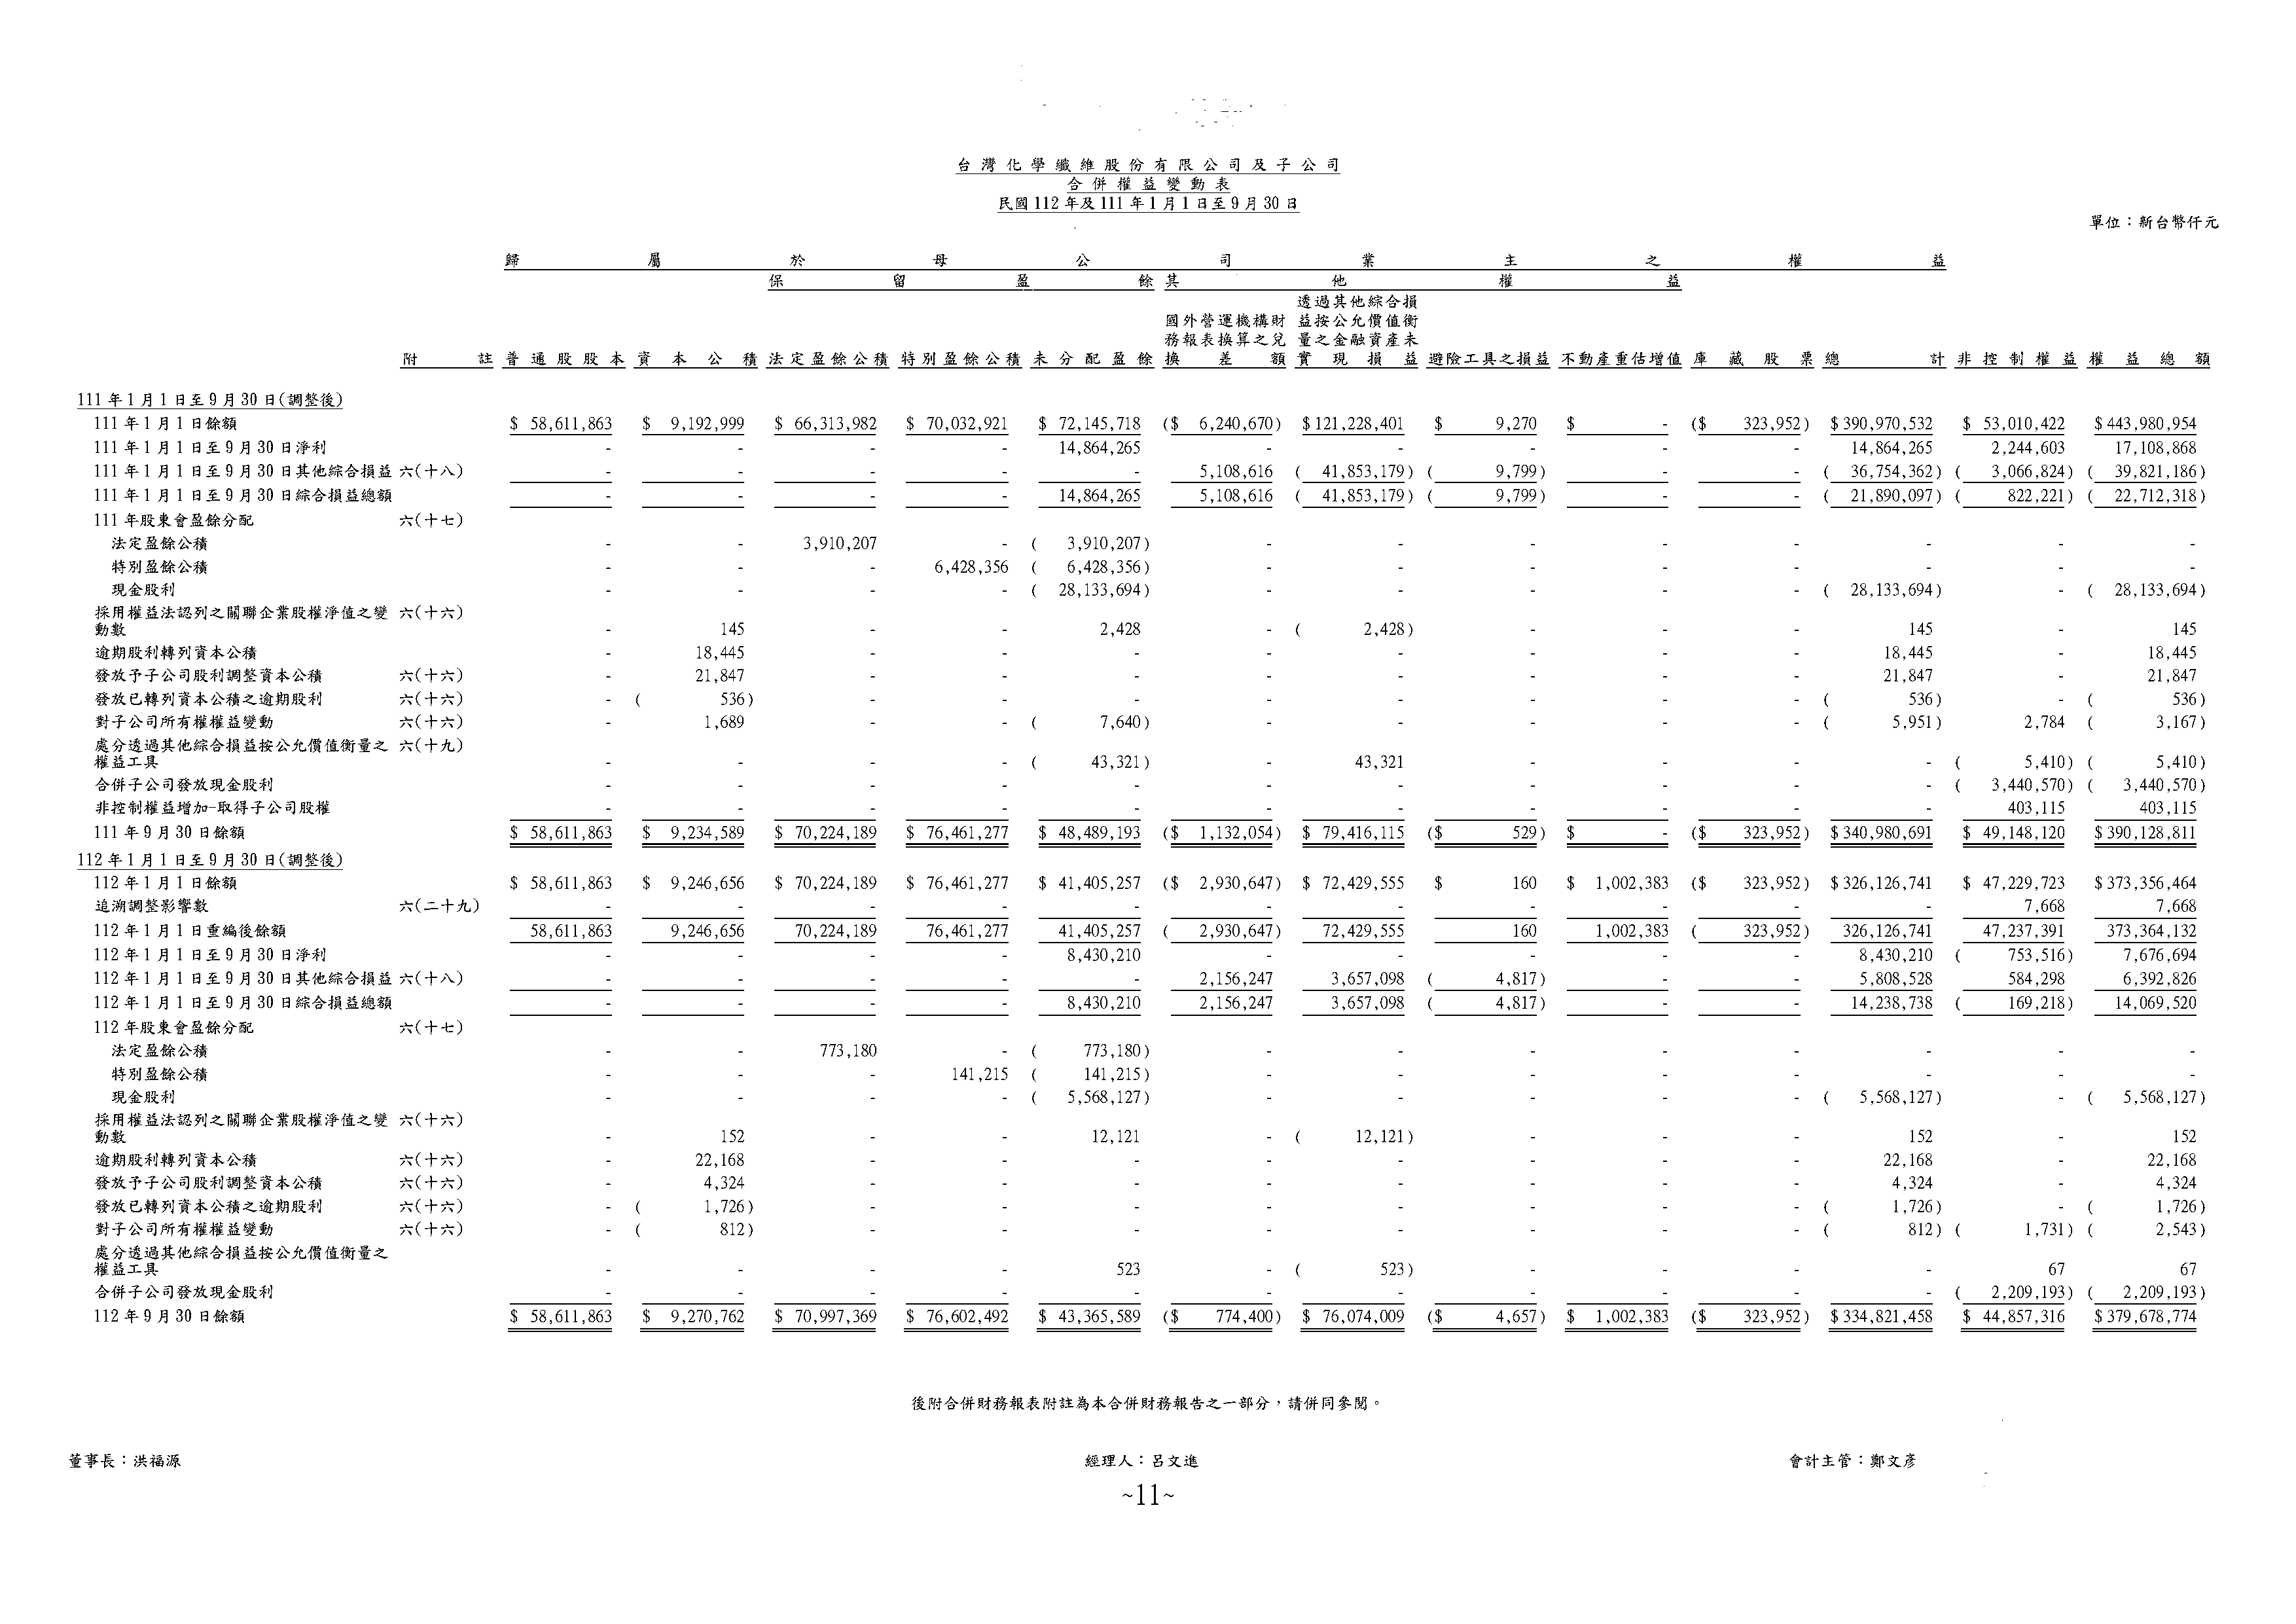 台灣化學纖維股份有限公司及子公司
合併權益變動表
民國112年及111年1月1日至9月30日
單位：新台幣仟元
歸 屬 於 母 公 司 業 主 之 權 益
保 留 盈 餘 其 他 權 益
透過其他綜合損
國外營運機構財 益按公允價值衡
務報表換算之兌 量之金融資產未
附 註 普通股股本 資本公積 法定盈餘公積 特別盈餘公積 未分配盈餘 換差額 實現損益 避險工具之損益 不動產重估增值 庫藏股票 總計 非控制權益 權益總額
111年1月1日至9月30日(調整後)
111年1月1日餘額 $ 58,611,863 $ 9,192,999 $ 66,313,982 $ 70,032,921 $ 72,145,718 ($ 6,240,670) $121,228,401 $ 9,270 $ - ($ 323,952) $390,970,532 $ 53,010,422 $443,980,954
111年1月1日至9月30日淨利 - - - - 14,864,265 - - - - - 14,864,265 2,244,603 17,108,868
111年1月1日至9月30日其他綜合損益 六(十八) - - - - - 5,108,616 ( 41,853,179) ( 9,799) - - ( 36,754,362) ( 3,066,824) ( 39,821,186)
111年1月1日至9月30日綜合損益總額 - - - - 14,864,265 5,108,616 ( 41,853,179) ( 9,799) - - ( 21,890,097) ( 822,221) ( 22,712,318)
111年股東會盈餘分配 六(十七)
法定盈餘公積 - - 3,910,207 - ( 3,910,207) - - - - - - - -
特別盈餘公積 - - - 6,428,356 ( 6,428,356) - - - - - - - -
現金股利 - - - - ( 28,133,694) - - - - - ( 28,133,694) - ( 28,133,694)
採用權益法認列之關聯企業股權淨值之變 六(十六)
動數 - 145 - - 2,428 - ( 2,428) - - - 145 - 145
逾期股利轉列資本公積 - 18,445 - - - - - - - - 18,445 - 18,445
發放予子公司股利調整資本公積 六(十六) - 21,847 - - - - - - - - 21,847 - 21,847
發放已轉列資本公積之逾期股利 六(十六) - ( 536) - - - - - - - - ( 536) - ( 536)
對子公司所有權權益變動 六(十六) - 1,689 - - ( 7,640) - - - - - ( 5,951) 2,784 ( 3,167)
處分透過其他綜合損益按公允價值衡量之 六(十九)
權益工具 - - - - ( 43,321) - 43,321 - - - - ( 5,410) ( 5,410)
合併子公司發放現金股利 - - - - - - - - - - - ( 3,440,570) ( 3,440,570)
非控制權益增加-取得子公司股權 - - - - - - - - - - - 403,115 403,115
111年9月30日餘額 $ 58,611,863 $ 9,234,589 $ 70,224,189 $ 76,461,277 $ 48,489,193 ($ 1,132,054) $ 79,416,115 ($ 529) $ - ($ 323,952) $340,980,691 $ 49,148,120 $390,128,811
112年1月1日至9月30日(調整後)
112年1月1日餘額 $ 58,611,863 $ 9,246,656 $ 70,224,189 $ 76,461,277 $ 41,405,257 ($ 2,930,647) $ 72,429,555 $ 160 $ 1,002,383 ($ 323,952) $326,126,741 $ 47,229,723 $373,356,464
追溯調整影響數 六(二十九) - - - - - - - - - - - 7,668 7,668
112年1月1日重編後餘額 58,611,863 9,246,656 70,224,189 76,461,277 41,405,257 ( 2,930,647) 72,429,555 160 1,002,383 ( 323,952) 326,126,741 47,237,391 373,364,132
112年1月1日至9月30日淨利 - - - - 8,430,210 - - - - - 8,430,210 ( 753,516) 7,676,694
112年1月1日至9月30日其他綜合損益 六(十八) - - - - - 2,156,247 3,657,098 ( 4,817) - - 5,808,528 584,298 6,392,826
112年1月1日至9月30日綜合損益總額 - - - - 8,430,210 2,156,247 3,657,098 ( 4,817) - - 14,238,738 ( 169,218) 14,069,520
112年股東會盈餘分配 六(十七)
法定盈餘公積 - - 773,180 - ( 773,180) - - - - - - - -
特別盈餘公積 - - - 141,215 ( 141,215) - - - - - - - -
現金股利 - - - - ( 5,568,127) - - - - - ( 5,568,127) - ( 5,568,127)
採用權益法認列之關聯企業股權淨值之變 六(十六)
動數 - 152 - - 12,121 - ( 12,121) - - - 152 - 152
逾期股利轉列資本公積 六(十六) - 22,168 - - - - - - - - 22,168 - 22,168
發放予子公司股利調整資本公積 六(十六) - 4,324 - - - - - - - - 4,324 - 4,324
發放已轉列資本公積之逾期股利 六(十六) - ( 1,726) - - - - - - - - ( 1,726) - ( 1,726)
對子公司所有權權益變動 六(十六) - ( 812) - - - - - - - - ( 812) ( 1,731) ( 2,543)
處分透過其他綜合損益按公允價值衡量之
權益工具 - - - - 523 - ( 523) - - - - 67 67
合併子公司發放現金股利 - - - - - - - - - - - ( 2,209,193) ( 2,209,193)
112年9月30日餘額 $ 58,611,863 $ 9,270,762 $ 70,997,369 $ 76,602,492 $ 43,365,589 ($ 774,400) $ 76,074,009 ($ 4,657) $ 1,002,383 ($ 323,952) $334,821,458 $ 44,857,316 $379,678,774
後附合併財務報表附註為本合併財務報告之一部分，請併同參閱。
董事長：洪福源 經理人：呂文進 會計主管：鄭文彥
~11~